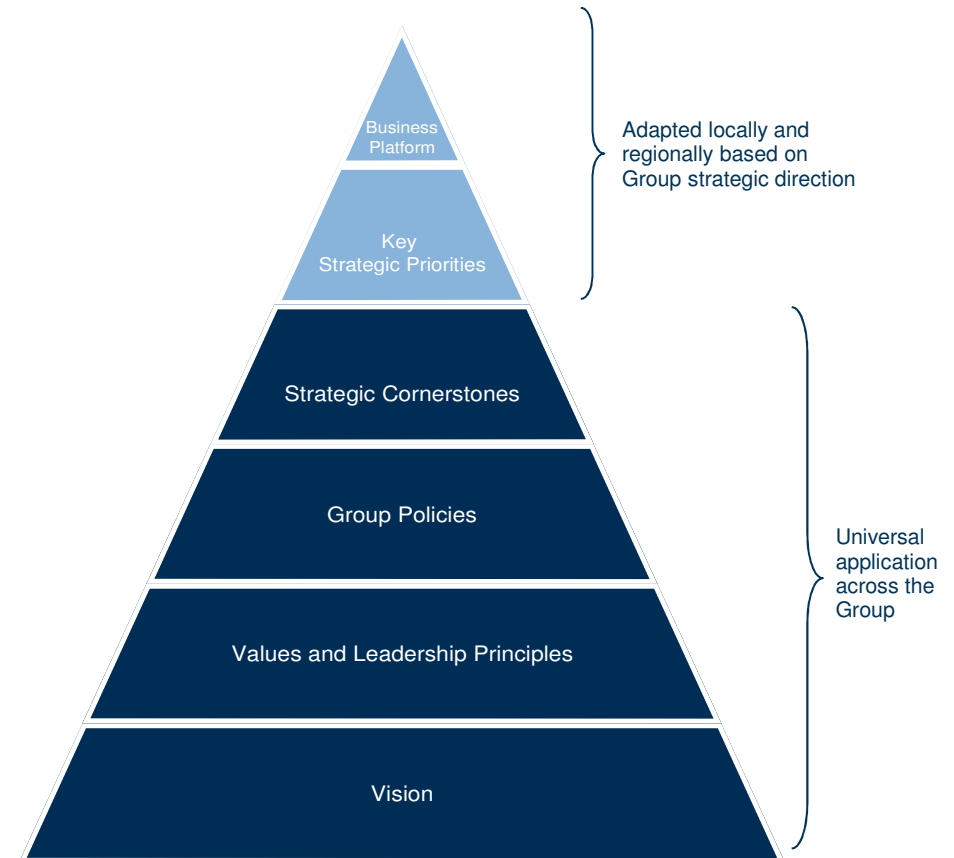 Business
Platform
Adapted locally and
regionally based on
Group strategic direction
Key
Strategic Priorities
Strategic Cornerstones
Group Policies
Universal
application
across the
Group
Values and Leadership Principles
Vision